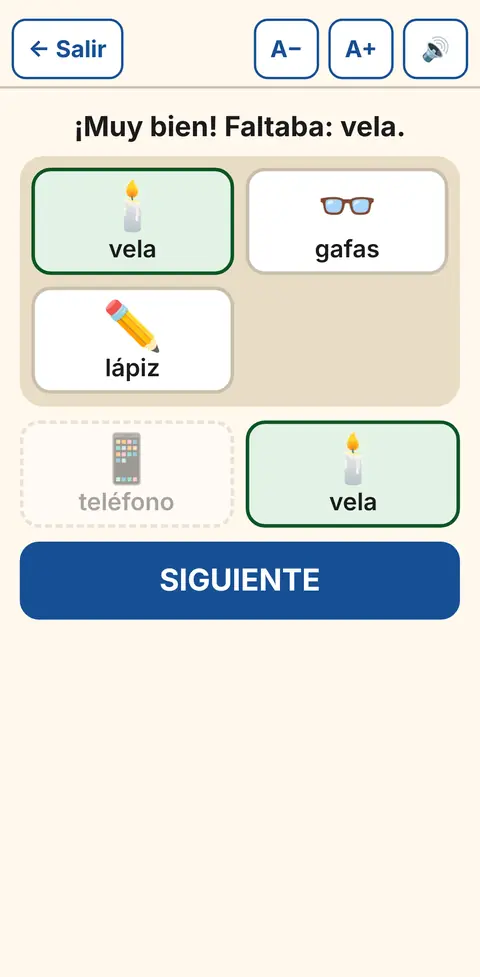 ← Salir
A−
A+
¡Muy bien! Faltaba: vela.
vela
gafas
lápiz
teléfono
vela
SIGUIENTE